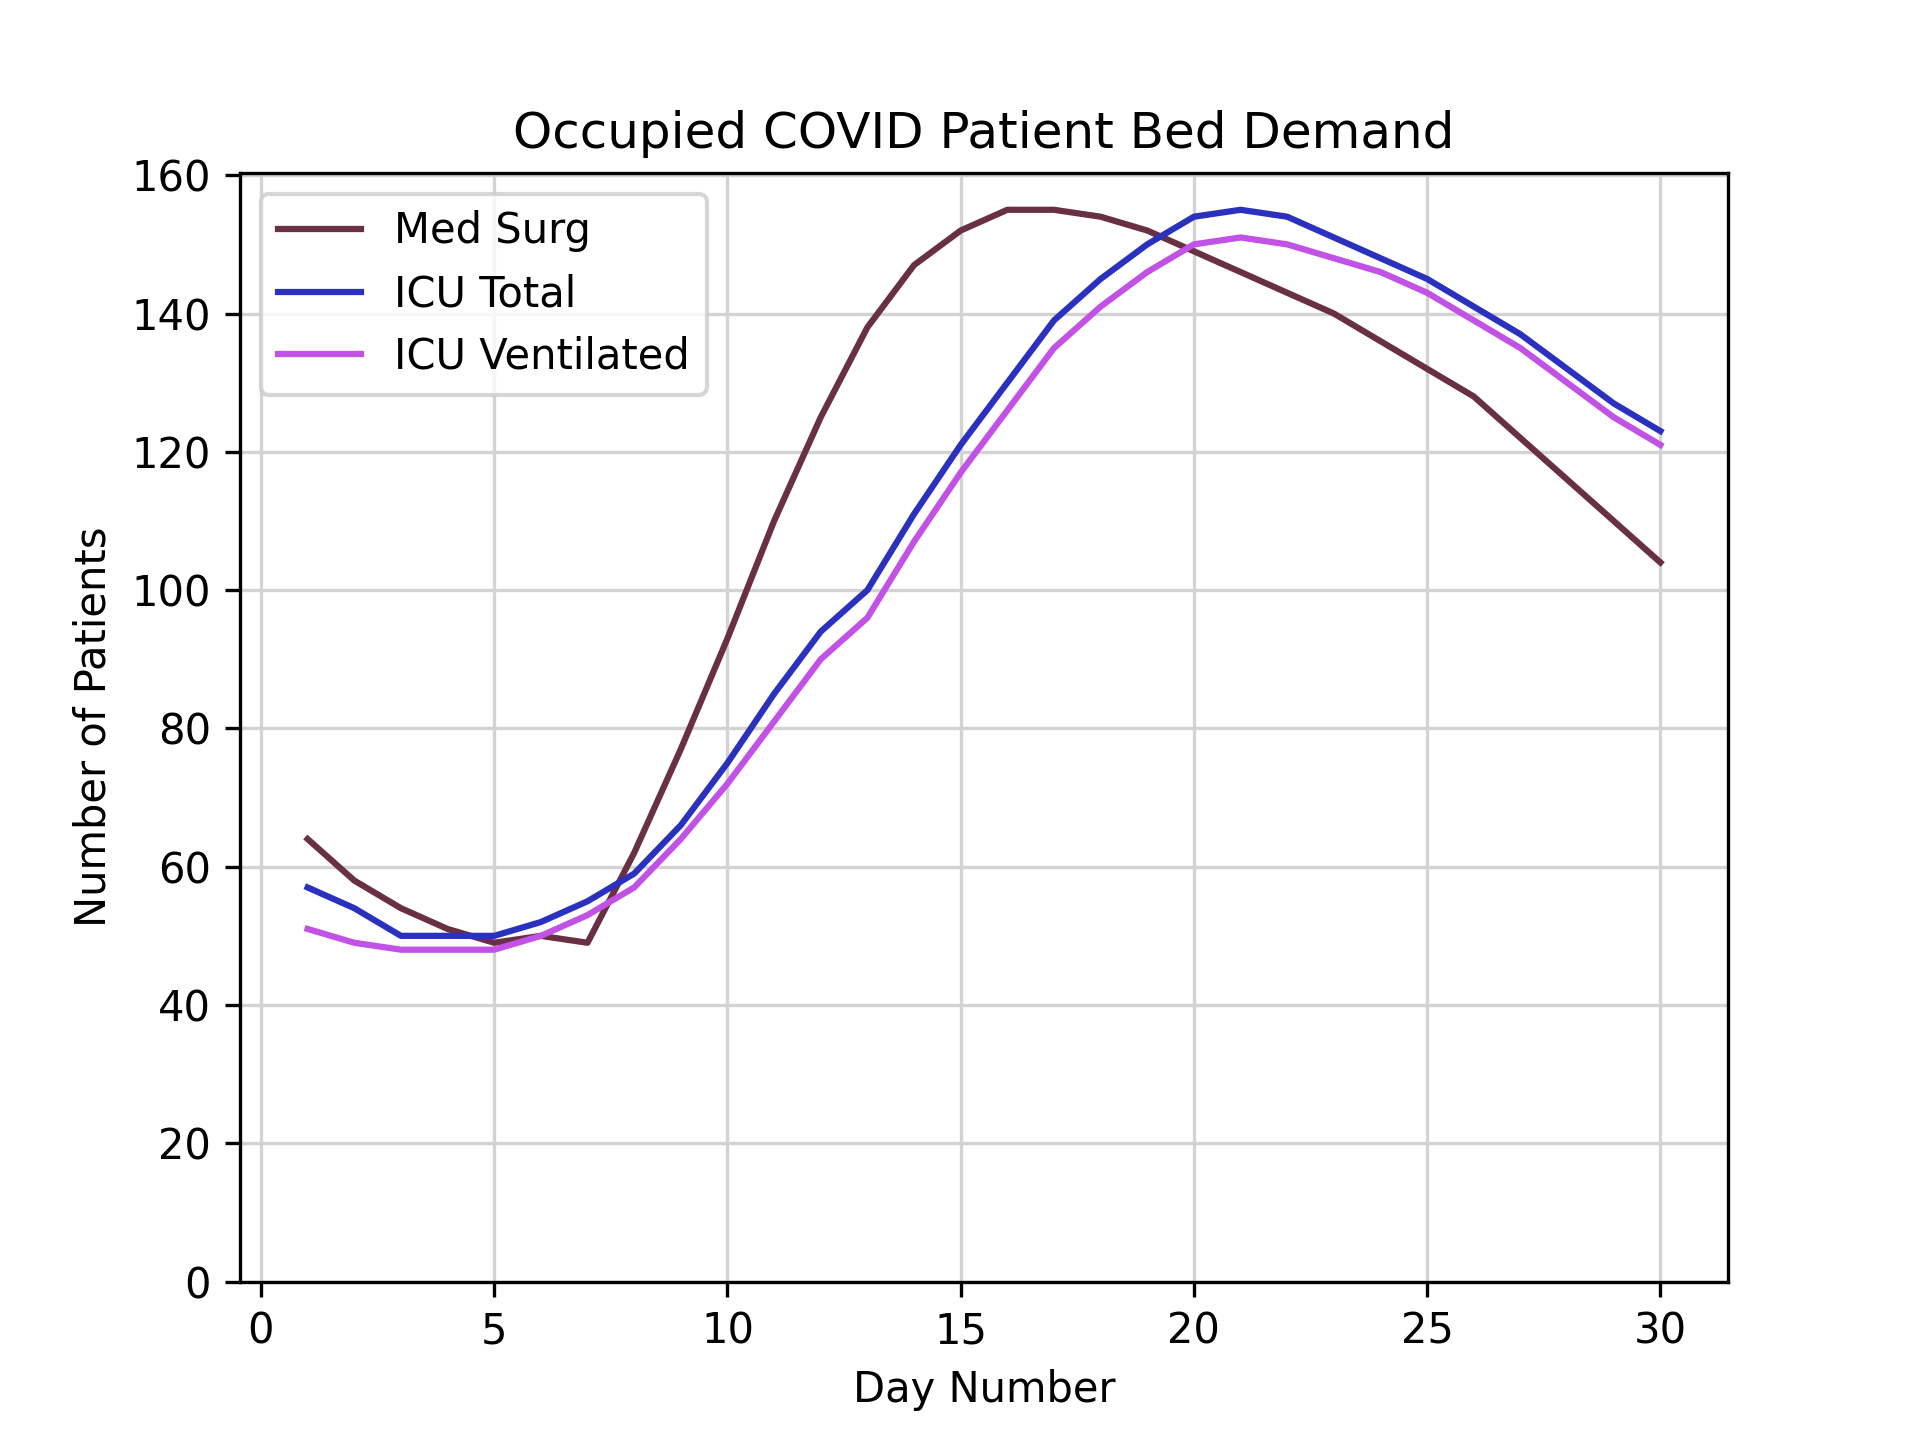 Occupied COVID Patient Bed Demand
Med Surg
ICU Total
ICU Ventilated
Number of Patients
160
140
120
100
80
60
40
20
0
0 5 10 15 20 25 30
Day Number